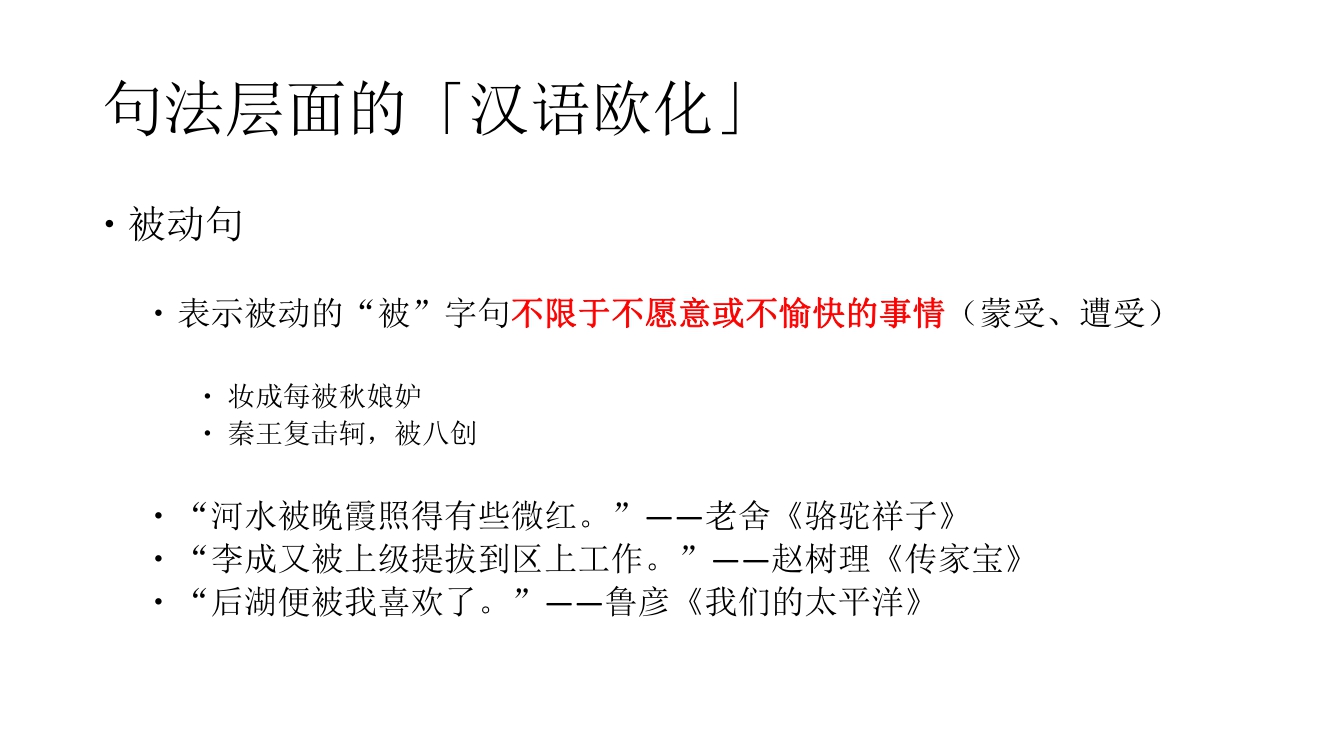 句法层面的「汉语欧化」
• 被动句
• 表示被动的“被”字句不限于不愿意或不愉快的事情（蒙受、遭受）
• 妆成每被秋娘妒
• 秦王复击轲，被八创
• “河水被晚霞照得有些微红。”——老舍《骆驼祥子》
• “李成又被上级提拔到区上工作。”——赵树理《传家宝》
• “后湖便被我喜欢了。”——鲁彦《我们的太平洋》